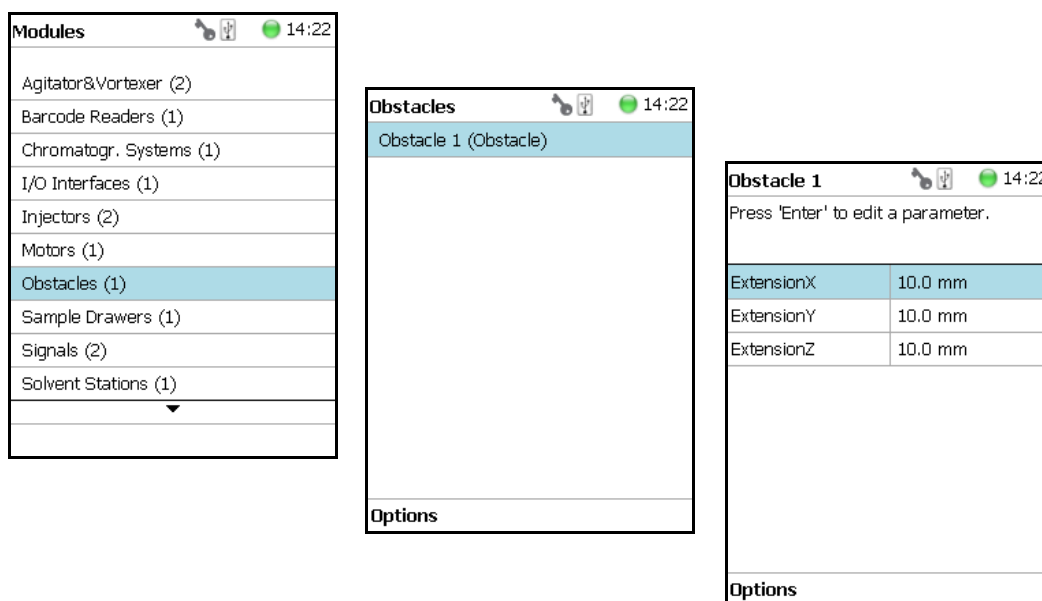 Modules 14:22
Agitator&Vortexer (2)
Barcode Readers (1)
Chromatogr. Systems (1)
I/O Interfaces (1)
Injectors (2)
Motors (1)
Obstacles (1)
Sample Drawers (1)
Signals (2)
Solvent Stations (1)
Obstacles 14:22
Obstacle 1 (Obstacle)
Options
Obstacle 1 14:22
Press 'Enter' to edit a parameter.
ExtensionX 10.0 mm
ExtensionY 10.0 mm
ExtensionZ 10.0 mm
Options